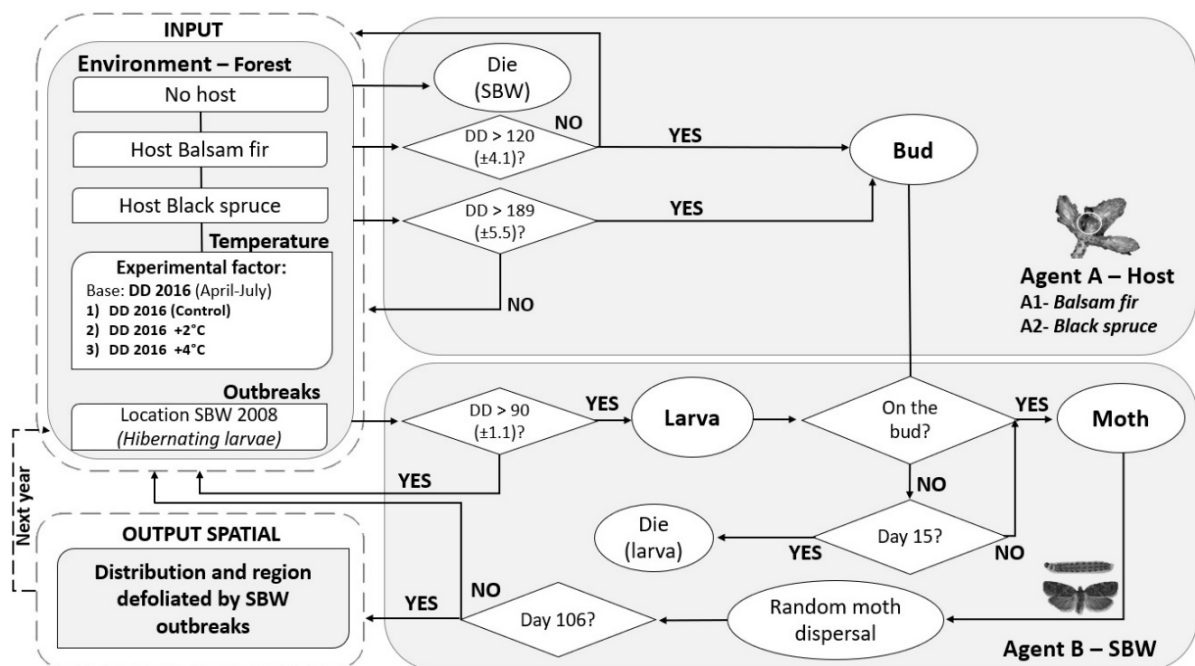 INPUT
Environment – Forest
No host
Host Balsam fir
Host Black spruce
Temperature
Experimental factor:
Base: DD 2016 (April-July)
1) DD 2016 (Control)
2) DD 2016 +2°C
3) DD 2016 +4°C
Outbreaks
Location SBW 2008
(Hibernating larvae)
Next year
OUTPUT SPATIAL
Distribution and region
defoliated by SBW
outbreaks
Die
(SBW)
NO
DD > 120
(±4.1)?
YES
Bud
DD > 189
(±5.5)?
YES
NO
Agent A – Host
A1- Balsam fir
A2- Black spruce
DD > 90
(±1.1)?
YES
YES
Larva
On the
bud?
YES
Moth
NO
Day 15?
NO
YES
Die
(larva)
Random moth
dispersal
Day 106?
NO
YES
Agent B – SBW